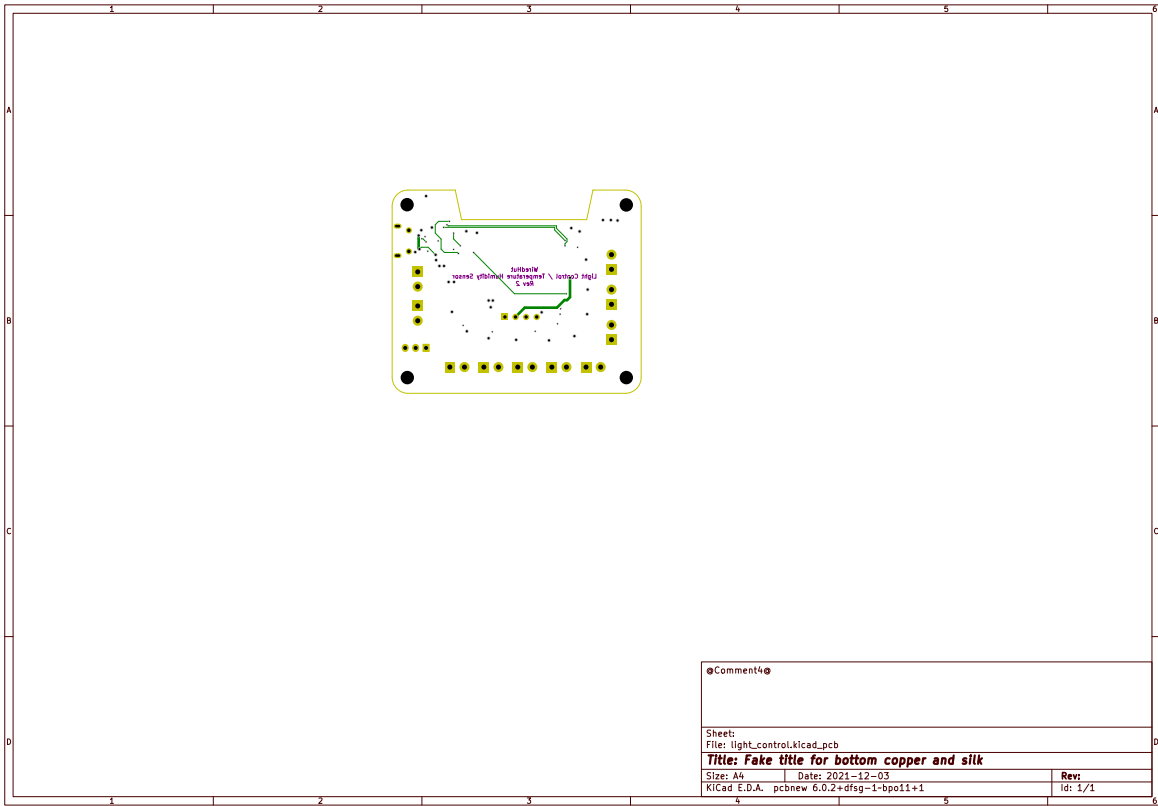 1 2 3 4 5 6
A A
WiredHut
Light Control / Temperature Humidity Sensor
Rev 2
B B
C C
@Comment4@
Sheet:
File: light_control.kicad_pcb
D D
Title: Fake title for bottom copper and silk
Size: A4 Date: 2021-12-03 Rev:
KiCad E.D.A. pcbnew 6.0.2+dfsg-1~bpo11+1 Id: 1/1
1 2 3 4 5 6